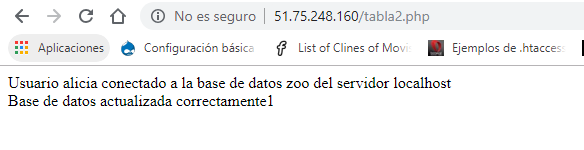 No es seguro | 51.75.248.160/tabla2.php
Aplicaciones Configuración básica List of Clines of Movi Ejemplos de .htacces
Usuario alicia conectado a la base de datos zoo del servidor localhost
Base de datos actualizada correctamente1